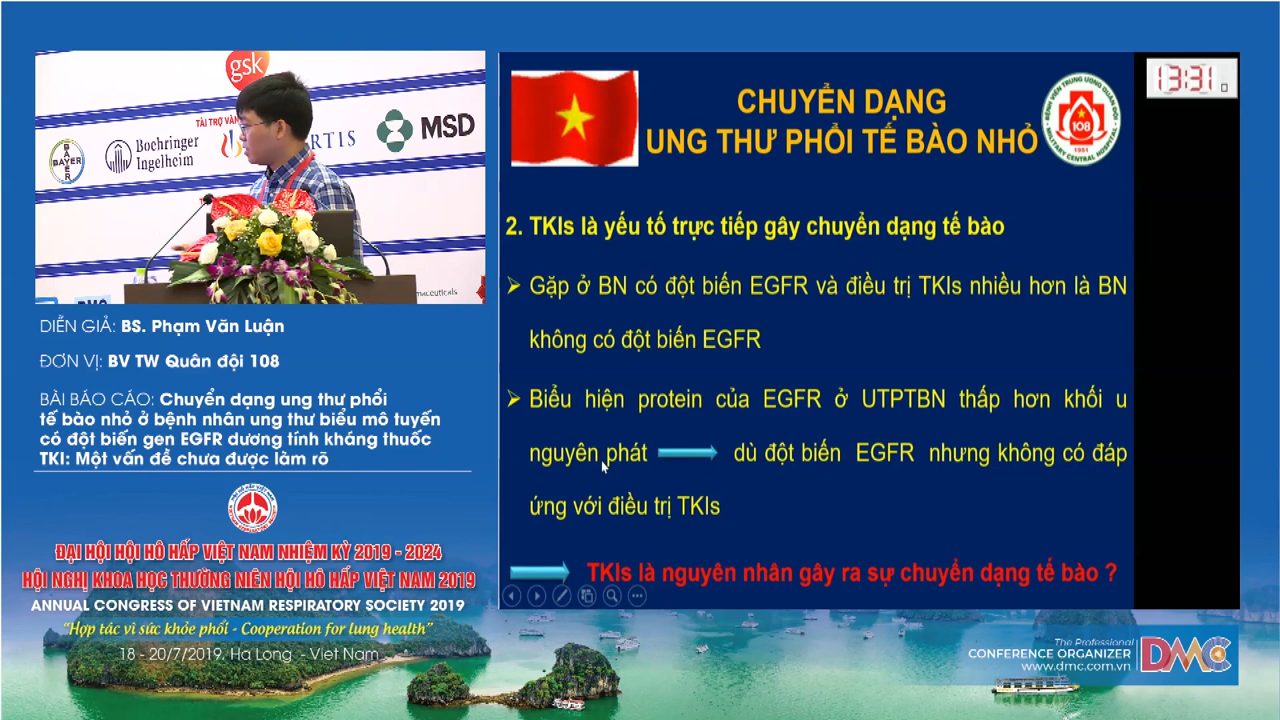 gsk
TÀI TRỢ VÀN
BAYER
BAYER
Boehringer
Ingelheim
RTIS
MSD
maceuticals
DIỄN GIẢ: BS. Phạm Văn Luận
ĐƠN VỊ: BV TW Quân đội 108
BÀI BÁO CÁO: Chuyển dạng ung thư phổi
tế bào nhỏ ở bệnh nhân ung thư biểu mô tuyến
có đột biến gen EGFR dương tính kháng thuốc
TKI: Một vấn đề chưa được làm rõ
ĐẠI HỘI HỘI HÔ HẤP VIỆT NAM NHIỆM KỲ 2019 - 2024
HỘI NGHỊ KHOA HỌC THƯỜNG NIÊN HỘI HÔ HẤP VIỆT NAM 2019
ANNUAL CONGRESS OF VIETNAM RESPIRATORY SOCIETY 2019
“Hợp tác vì sức khỏe phổi - Cooperation for lung health”
18 - 20/7/2019. Ha Long - Viet Nam
CHUYỂN DẠNG
UNG THƯ PHỔI TẾ BÀO NHỎ
BỆNH VIỆN TRUNG ƯƠNG QUÂN ĐỘI
108
1951
MILITARY CENTRAL HOSPITAL
13:31
2. TKIs là yếu tố trực tiếp gây chuyển dạng tế bào
Gặp ở BN có đột biến EGFR và điều trị TKIs nhiều hơn là BN
không có đột biến EGFR
Biểu hiện protein của EGFR ở UTPTBN thấp hơn khối u
nguyên phát dù đột biến EGFR nhưng không có đáp
ứng với điều trị TKIs
TKIs là nguyên nhân gây ra sự chuyển dạng tế bào ?
The Professional
CONFERENCE ORGANIZER
www.dmc.com.vn
DMC